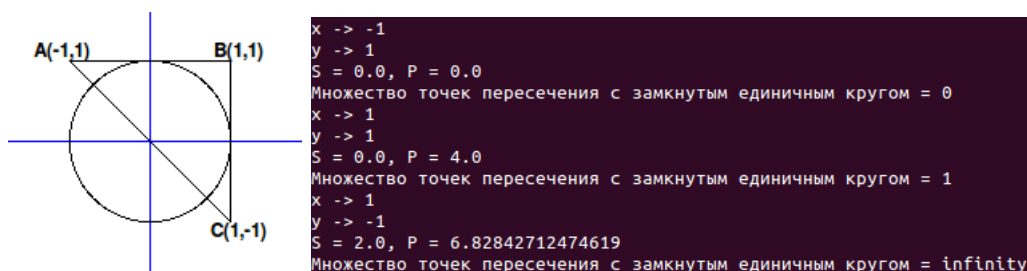 A(-1,1)
B(1,1)
C(1,-1)
x -> -1
y -> 1
S = 0.0, P = 0.0
Множество точек пересечения с замкнутым единичным кругом = 0
x -> 1
y -> 1
S = 0.0, P = 4.0
Множество точек пересечения с замкнутым единичным кругом = 1
x -> 1
y -> -1
S = 2.0, P = 6.82842712474619
Множество точек пересечения с замкнутым единичным кругом = infinity